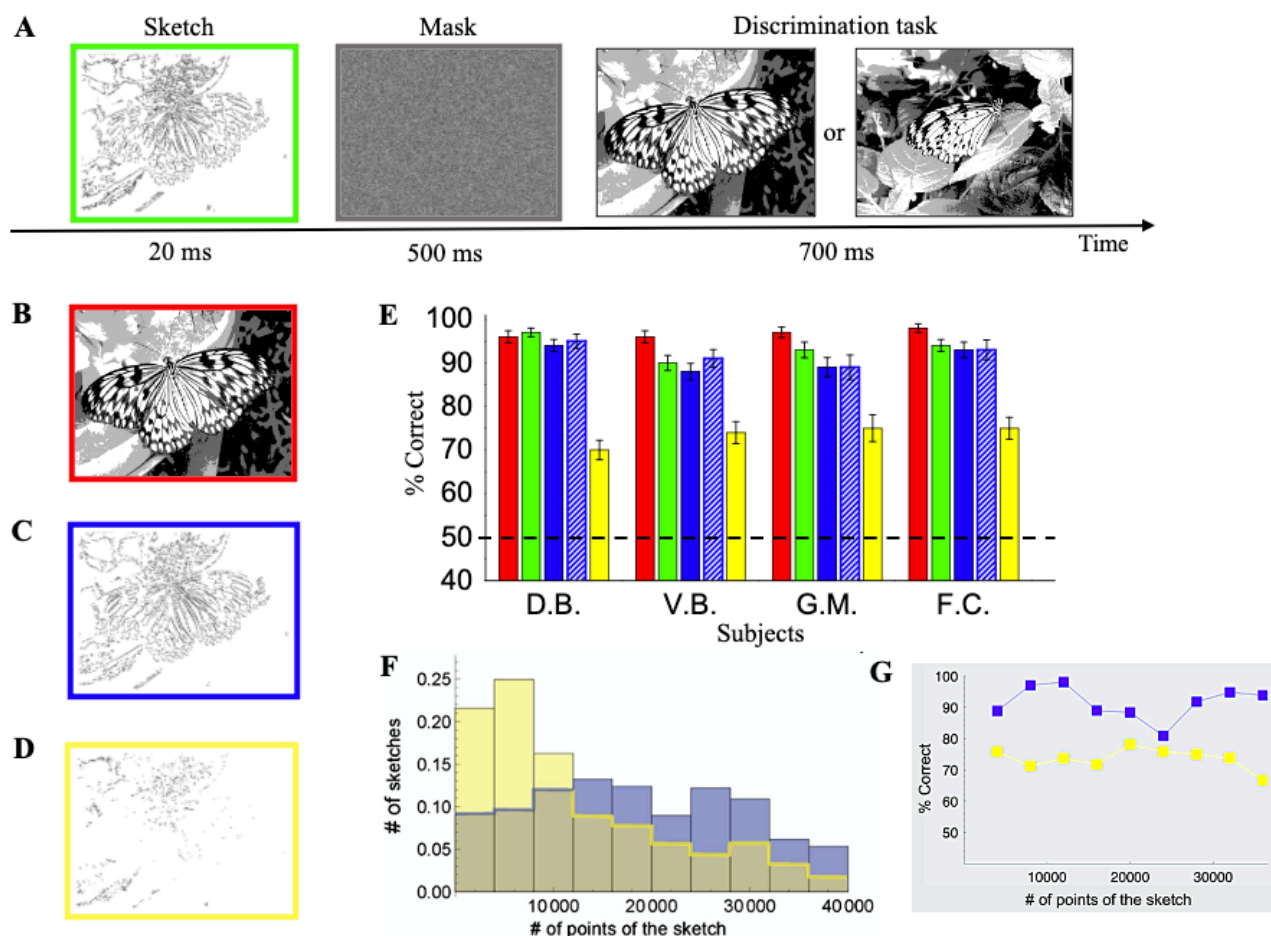 A
Sketch
Mask
Discrimination task
or
20 ms
500 ms
700 ms
Time
B
C
D
E
% Correct
100
90
80
70
60
50
40
D.B. V.B. G.M. F.C.
Subjects
F
# of sketches
0.25
0.20
0.15
0.10
0.05
0.00
10000 20000 30000 40000
# of points of the sketch
G
% Correct
100
90
80
70
60
50
10000 20000 30000
# of points of the sketch